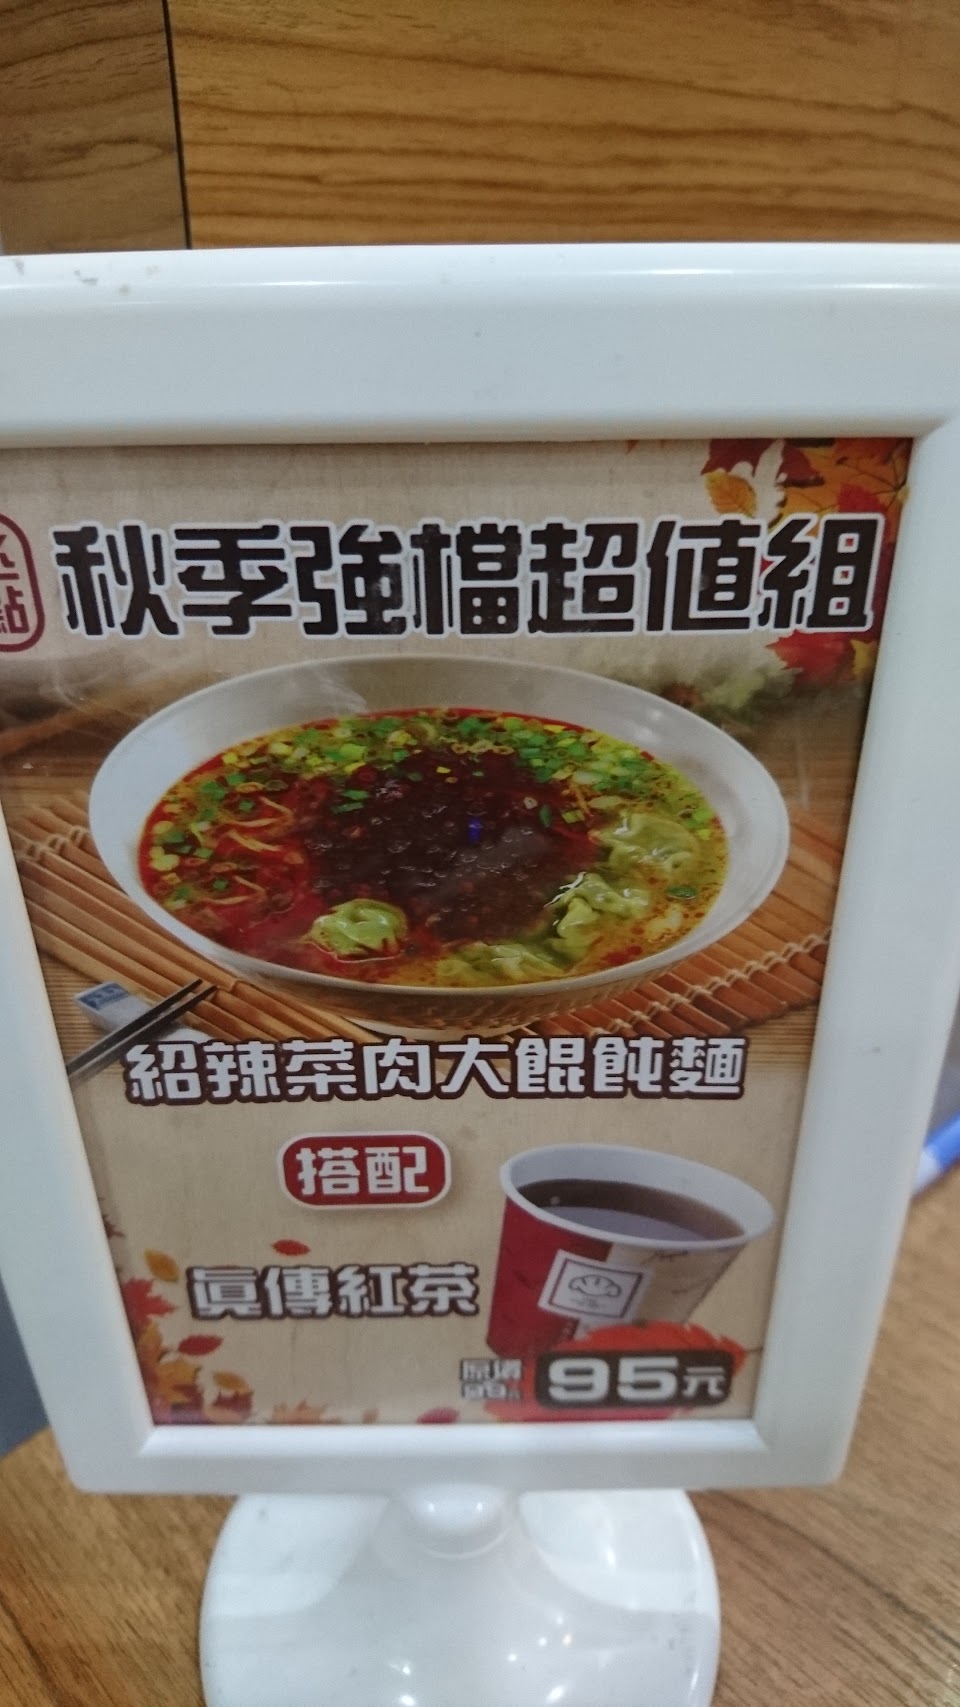 點
秋季強檔超值組
紹辣菜肉大餛飩麵
搭配
真傳紅茶
原價
95元